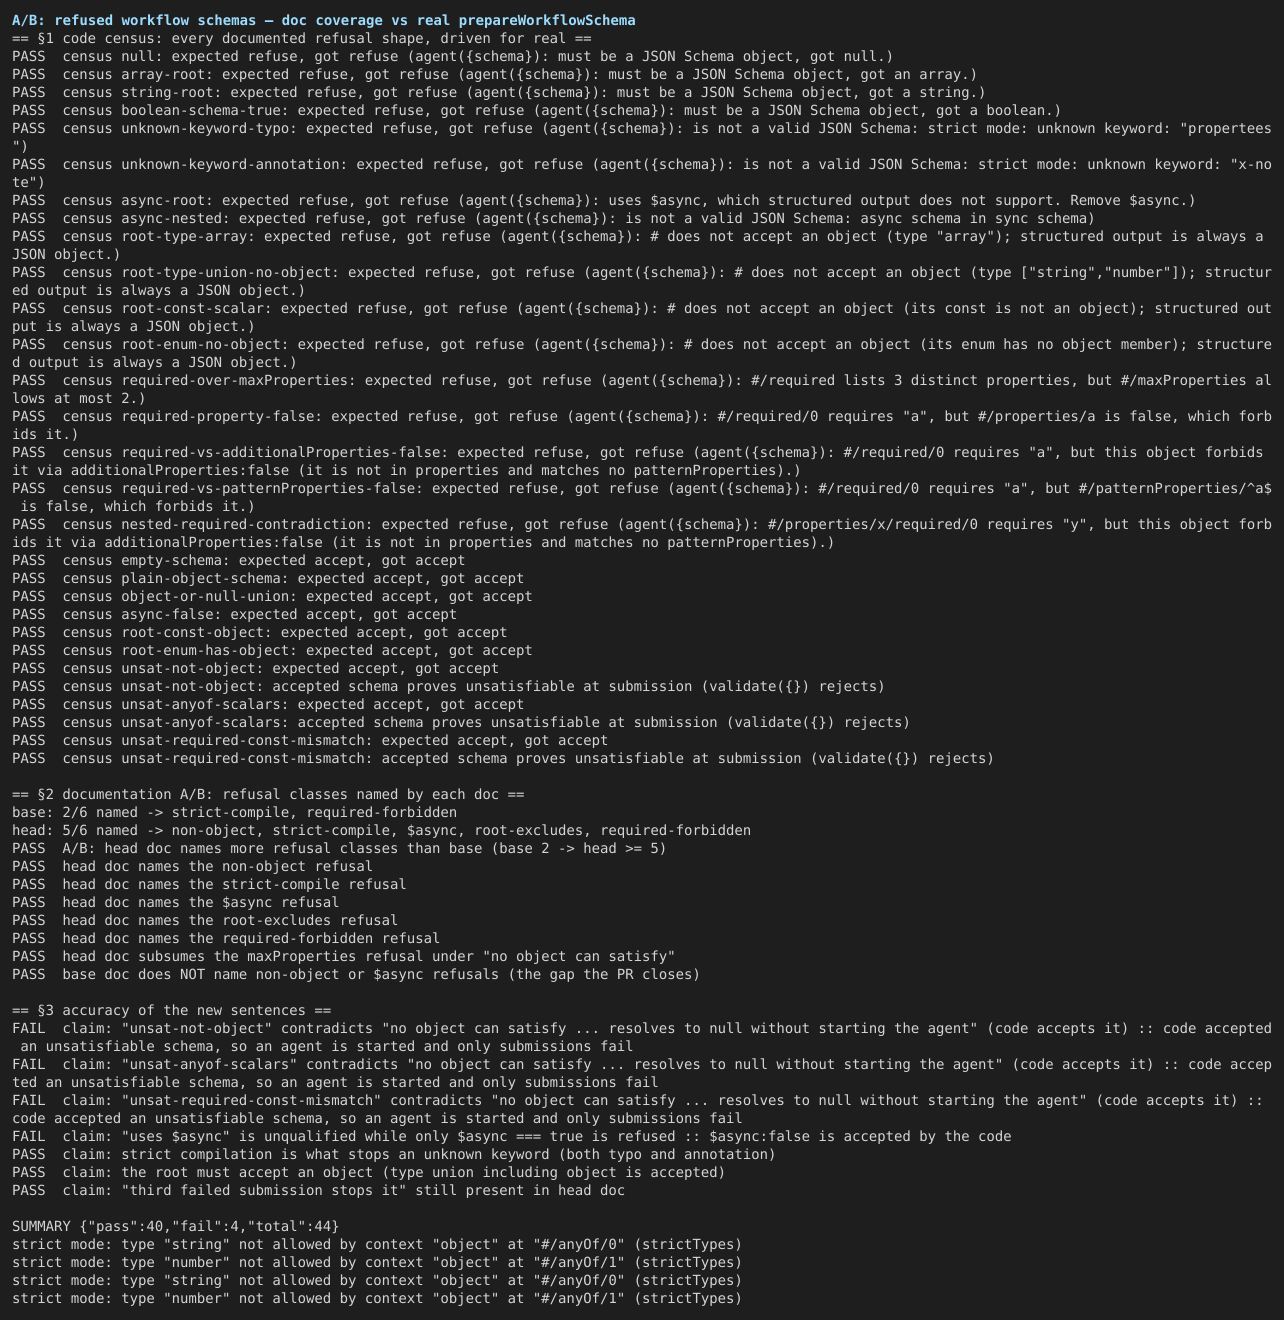 A/B: refused workflow schemas — doc coverage vs real prepareWorkflowSchema
== §1 code census: every documented refusal shape, driven for real ==
PASS  census null: expected refuse, got refuse (agent({schema}): must be a JSON Schema object, got null.)
PASS  census array-root: expected refuse, got refuse (agent({schema}): must be a JSON Schema object, got an array.)
PASS  census string-root: expected refuse, got refuse (agent({schema}): must be a JSON Schema object, got a string.)
PASS  census boolean-schema-true: expected refuse, got refuse (agent({schema}): must be a JSON Schema object, got a boolean.)
PASS  census unknown-keyword-typo: expected refuse, got refuse (agent({schema}): is not a valid JSON Schema: strict mode: unknown keyword: "propertees
")
PASS  census unknown-keyword-annotation: expected refuse, got refuse (agent({schema}): is not a valid JSON Schema: strict mode: unknown keyword: "x-no
te")
PASS  census async-root: expected refuse, got refuse (agent({schema}): uses $async, which structured output does not support. Remove $async.)
PASS  census async-nested: expected refuse, got refuse (agent({schema}): is not a valid JSON Schema: async schema in sync schema)
PASS  census root-type-array: expected refuse, got refuse (agent({schema}): # does not accept an object (type "array"); structured output is always a
JSON object.)
PASS  census root-type-union-no-object: expected refuse, got refuse (agent({schema}): # does not accept an object (type ["string","number"]); structur
ed output is always a JSON object.)
PASS  census root-const-scalar: expected refuse, got refuse (agent({schema}): # does not accept an object (its const is not an object); structured out
put is always a JSON object.)
PASS  census root-enum-no-object: expected refuse, got refuse (agent({schema}): # does not accept an object (its enum has no object member); structure
d output is always a JSON object.)
PASS  census required-over-maxProperties: expected refuse, got refuse (agent({schema}): #/required lists 3 distinct properties, but #/maxProperties al
lows at most 2.)
PASS  census required-property-false: expected refuse, got refuse (agent({schema}): #/required/0 requires "a", but #/properties/a is false, which forb
ids it.)
PASS  census required-vs-additionalProperties-false: expected refuse, got refuse (agent({schema}): #/required/0 requires "a", but this object forbids
it via additionalProperties:false (it is not in properties and matches no patternProperties).)
PASS  census required-vs-patternProperties-false: expected refuse, got refuse (agent({schema}): #/required/0 requires "a", but #/patternProperties/^a$
 is false, which forbids it.)
PASS  census nested-required-contradiction: expected refuse, got refuse (agent({schema}): #/properties/x/required/0 requires "y", but this object forb
ids it via additionalProperties:false (it is not in properties and matches no patternProperties).)
PASS  census empty-schema: expected accept, got accept
PASS  census plain-object-schema: expected accept, got accept
PASS  census object-or-null-union: expected accept, got accept
PASS  census async-false: expected accept, got accept
PASS  census root-const-object: expected accept, got accept
PASS  census root-enum-has-object: expected accept, got accept
PASS  census unsat-not-object: expected accept, got accept
PASS  census unsat-not-object: accepted schema proves unsatisfiable at submission (validate({}) rejects)
PASS  census unsat-anyof-scalars: expected accept, got accept
PASS  census unsat-anyof-scalars: accepted schema proves unsatisfiable at submission (validate({}) rejects)
PASS  census unsat-required-const-mismatch: expected accept, got accept
PASS  census unsat-required-const-mismatch: accepted schema proves unsatisfiable at submission (validate({}) rejects)

== §2 documentation A/B: refusal classes named by each doc ==
base: 2/6 named -> strict-compile, required-forbidden
head: 5/6 named -> non-object, strict-compile, $async, root-excludes, required-forbidden
PASS  A/B: head doc names more refusal classes than base (base 2 -> head >= 5)
PASS  head doc names the non-object refusal
PASS  head doc names the strict-compile refusal
PASS  head doc names the $async refusal
PASS  head doc names the root-excludes refusal
PASS  head doc names the required-forbidden refusal
PASS  head doc subsumes the maxProperties refusal under "no object can satisfy"
PASS  base doc does NOT name non-object or $async refusals (the gap the PR closes)

== §3 accuracy of the new sentences ==
FAIL  claim: "unsat-not-object" contradicts "no object can satisfy ... resolves to null without starting the agent" (code accepts it) :: code accepted
 an unsatisfiable schema, so an agent is started and only submissions fail
FAIL  claim: "unsat-anyof-scalars" contradicts "no object can satisfy ... resolves to null without starting the agent" (code accepts it) :: code accep
ted an unsatisfiable schema, so an agent is started and only submissions fail
FAIL  claim: "unsat-required-const-mismatch" contradicts "no object can satisfy ... resolves to null without starting the agent" (code accepts it) ::
code accepted an unsatisfiable schema, so an agent is started and only submissions fail
FAIL  claim: "uses $async" is unqualified while only $async === true is refused :: $async:false is accepted by the code
PASS  claim: strict compilation is what stops an unknown keyword (both typo and annotation)
PASS  claim: the root must accept an object (type union including object is accepted)
PASS  claim: "third failed submission stops it" still present in head doc

SUMMARY {"pass":40,"fail":4,"total":44}
strict mode: type "string" not allowed by context "object" at "#/anyOf/0" (strictTypes)
strict mode: type "number" not allowed by context "object" at "#/anyOf/1" (strictTypes)
strict mode: type "string" not allowed by context "object" at "#/anyOf/0" (strictTypes)
strict mode: type "number" not allowed by context "object" at "#/anyOf/1" (strictTypes)